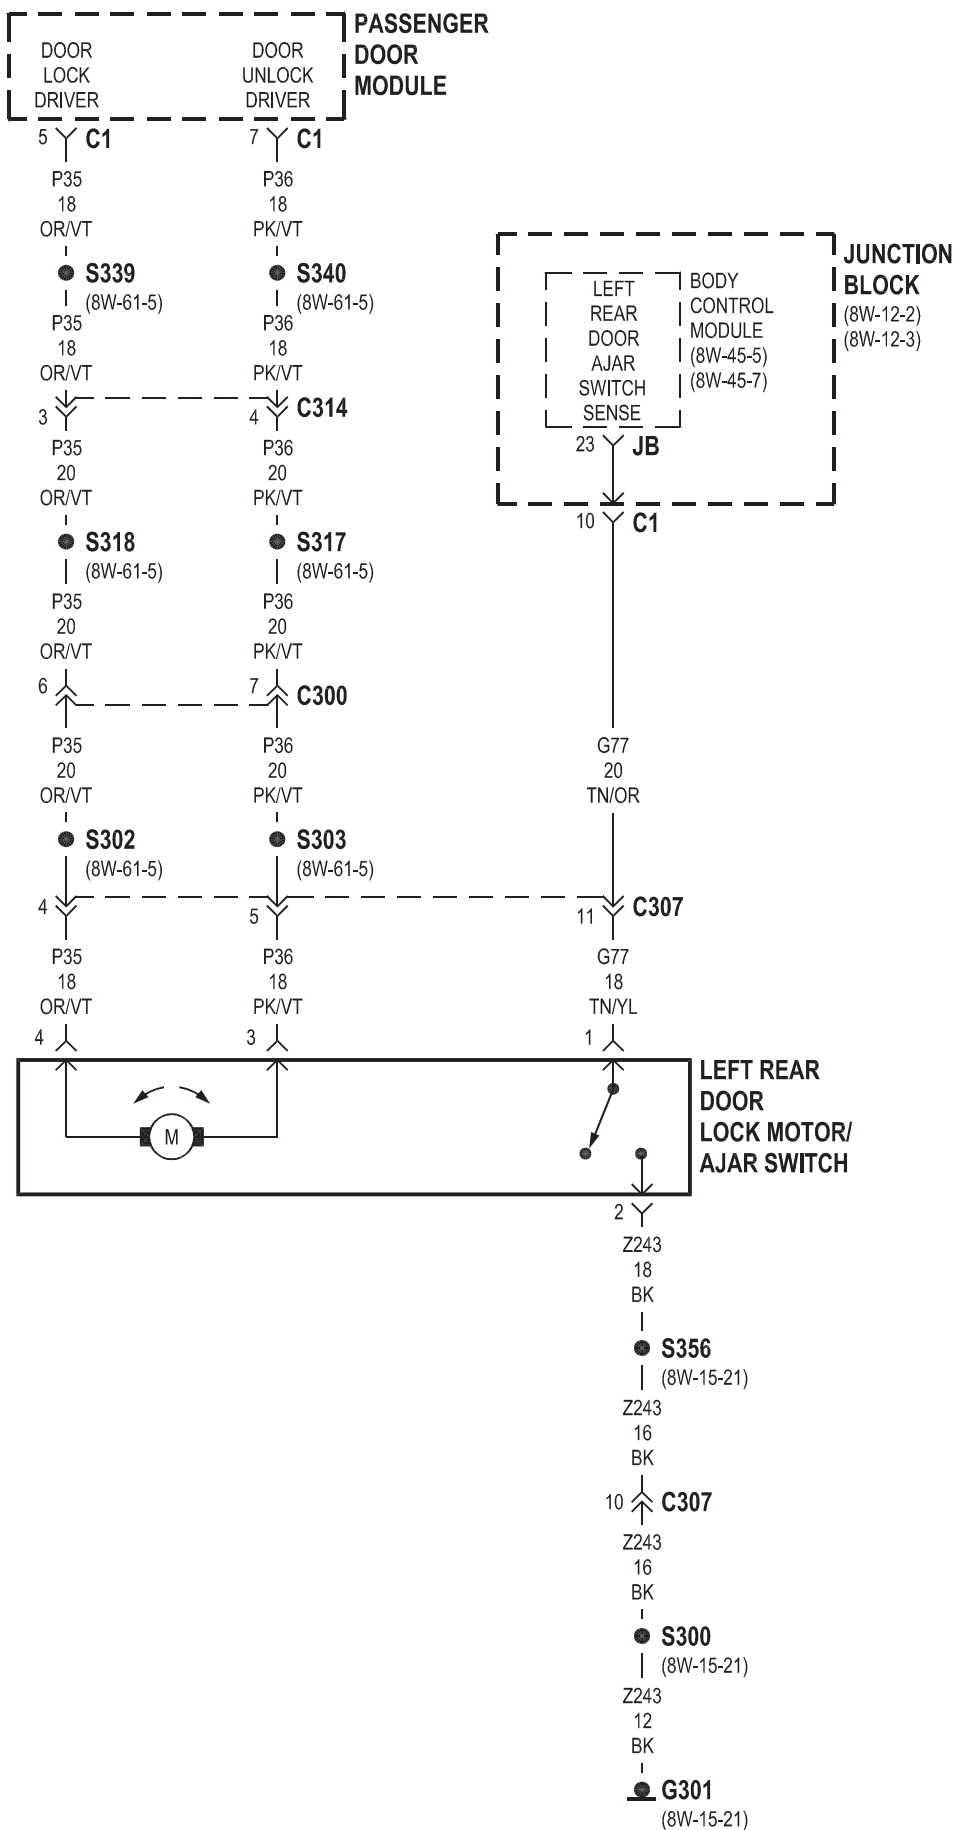 PASSENGER
DOOR
MODULE
DOOR
LOCK
DRIVER
DOOR
UNLOCK
DRIVER
5 C1
7 C1
P35
18
OR/VT
P36
18
PK/VT
S339
(8W-61-5)
S340
(8W-61-5)
P35
18
OR/VT
P36
18
PK/VT
3
4 C314
P35
20
OR/VT
P36
20
PK/VT
S318
(8W-61-5)
S317
(8W-61-5)
P35
20
OR/VT
P36
20
PK/VT
6
7 C300
P35
20
OR/VT
P36
20
PK/VT
S302
(8W-61-5)
S303
(8W-61-5)
JUNCTION
BLOCK
(8W-12-2)
(8W-12-3)
LEFT
REAR
DOOR
AJAR
SWITCH
SENSE
BODY
CONTROL
MODULE
(8W-45-5)
(8W-45-7)
23 JB
10 C1
G77
20
TN/OR
4
5
11 C307
P35
18
OR/VT
P36
18
PK/VT
G77
18
TN/YL
4
3
1
M
LEFT REAR
DOOR
LOCK MOTOR/
AJAR SWITCH
2
Z243
18
BK
S356
(8W-15-21)
Z243
16
BK
10 C307
Z243
16
BK
S300
(8W-15-21)
Z243
12
BK
G301
(8W-15-21)